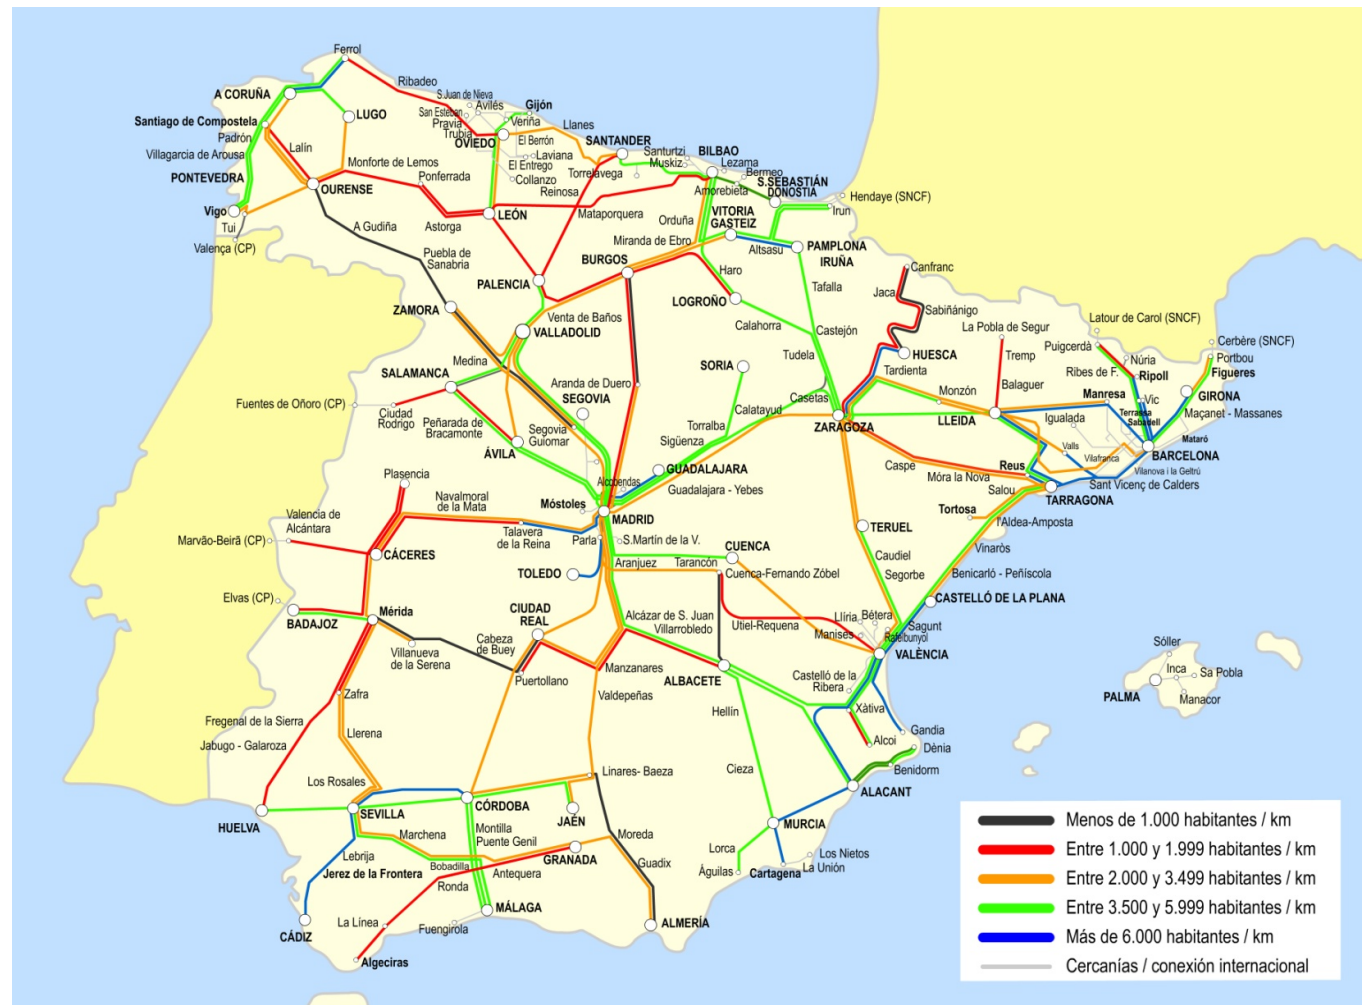 Ferrol
Ribadeo
A CORUÑA
LUGO
S.Juan de Nieva
Avilés
Gijón
San Esteban
Pravia
Trubia
Veriña
OVIEDO
El Berrón
Llanes
Laviana
El Entrego
Collanzo
Santiago de Compostela
Padrón
Lalín
Villagarcia de Arousa
Monforte de Lemos
PONTEVEDRA
Ponferrada
OURENSE
Reinosa
Torrelavega
SANTANDER
Santurtzi
Muskiz
BILBAO
Lezama
Bermeo
Amorebieta
S.SEBASTIÁN
DONOSTIA
Hendaye (SNCF)
Irun
Vigo
Tui
Valença (CP)
A Gudiña
Astorga
LEÓN
Mataporquera
Orduña
VITORIA
GASTEIZ
Miranda de Ebro
Altsasu
PAMPLONA
IRUÑA
Puebla de
Sanabria
PALENCIA
BURGOS
Haro
Tafalla
Canfranc
Jaca
Sabiñánigo
ZAMORA
LOGROÑO
Venta de Baños
VALLADOLID
Calahorra
Castejón
Latour de Carol (SNCF)
La Pobla de Segur
Puigcerdà
Cerbère (SNCF)
Portbou
Medina
Tudela
HUESCA
Tardienta
Tremp
Núria
Ribes de F.
Ripoll
Figueres
SALAMANCA
Aranda de Duero
SEGOVIA
SORIA
Monzón
Balaguer
Manresa
Vic
GIRONA
Fuentes de Oñoro (CP)
Ciudad
Rodrigo
Peñarada de
Bracamonte
Casetas
Calatayud
Terrassa
Sabadell
Maçanet - Massanes
ÁVILA
Segovia
Guiomar
Torralba
Sigüenza
ZARAGOZA
LLEIDA
Igualada
Valls
Vilafranca
Mataró
BARCELONA
Vilanova i la Geltrú
Sant Vicenç de Calders
Plasencia
Alcobendas
GUADALAJARA
Guadalajara - Yebes
Caspe
Móra la Nova
Reus
Salou
TARRAGONA
Navalmoral
de la Mata
Móstoles
MADRID
Valencia de
Alcántara
Talavera
de la Reina
Parla
S.Martín de la V.
TERUEL
Tortosa
l'Aldea-Amposta
Marvão-Beirã (CP)
CÁCERES
Aranjuez
Tarancón
CUENCA
Cuenca-Fernando Zóbel
Caudiel
Segorbe
Vinaròs
Benicarló - Peñíscola
TOLEDO
Elvas (CP)
BADAJOZ
Mérida
CIUDAD
REAL
Alcázar de S. Juan
Villarrobledo
Utiel-Requena
Llíria
Bétera
Manises
Sagunt
Rafelbunyol
CASTELLÓ DE LA PLANA
Villanueva
de la Serena
Cabeza
de Buey
Puertollano
Manzanares
ALBACETE
VALÈNCIA
Castelló de la
Ribera
Sóller
Inca
Sa Pobla
PALMA
Manacor
Zafra
Valdepeñas
Hellín
Xàtiva
Fregenal de la Sierra
Llerena
Gandia
Jabugo - Galaroza
Alcoi
Dénia
Los Rosales
Linares- Baeza
Cieza
Benidorm
HUELVA
SEVILLA
CÓRDOBA
JAÉN
ALACANT
Marchena
Montilla
Puente Genil
Moreda
MURCIA
Lebrija
Jerez de la Frontera
Bobadilla
Antequera
GRANADA
Guadix
Lorca
Los Nietos
La Unión
Ronda
Águilas
Cartagena
La Línea
MÁLAGA
Fuengirola
ALMERÍA
CÁDIZ
Algeciras
Menos de 1.000 habitantes / km
Entre 1.000 y 1.999 habitantes / km
Entre 2.000 y 3.499 habitantes / km
Entre 3.500 y 5.999 habitantes / km
Más de 6.000 habitantes / km
Cercanías / conexión internacional